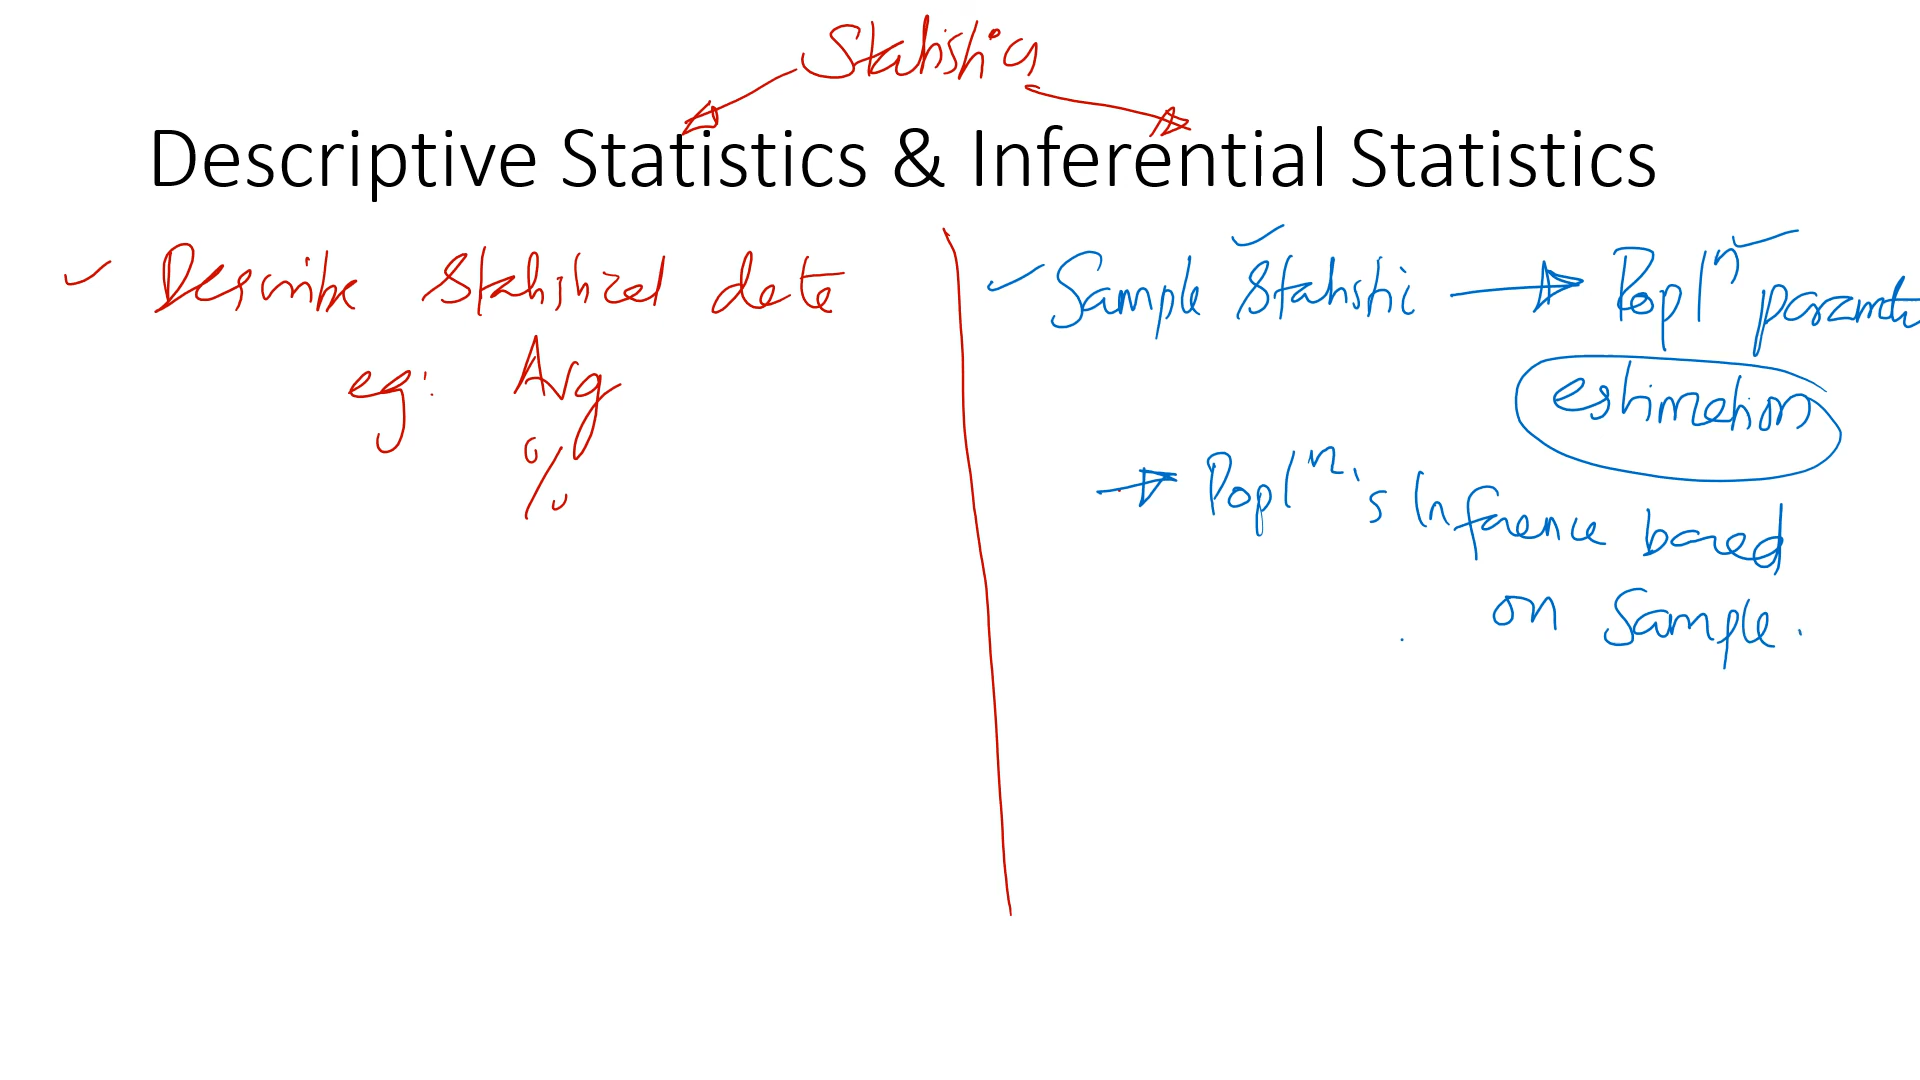 Statistics
Descriptive Statistics & Inferential Statistics
Describe Statistical data
eg: Avg
%
Sample Statistic → Popl^n parameter
estimation
→ Popl^n's Inference based
on Sample.